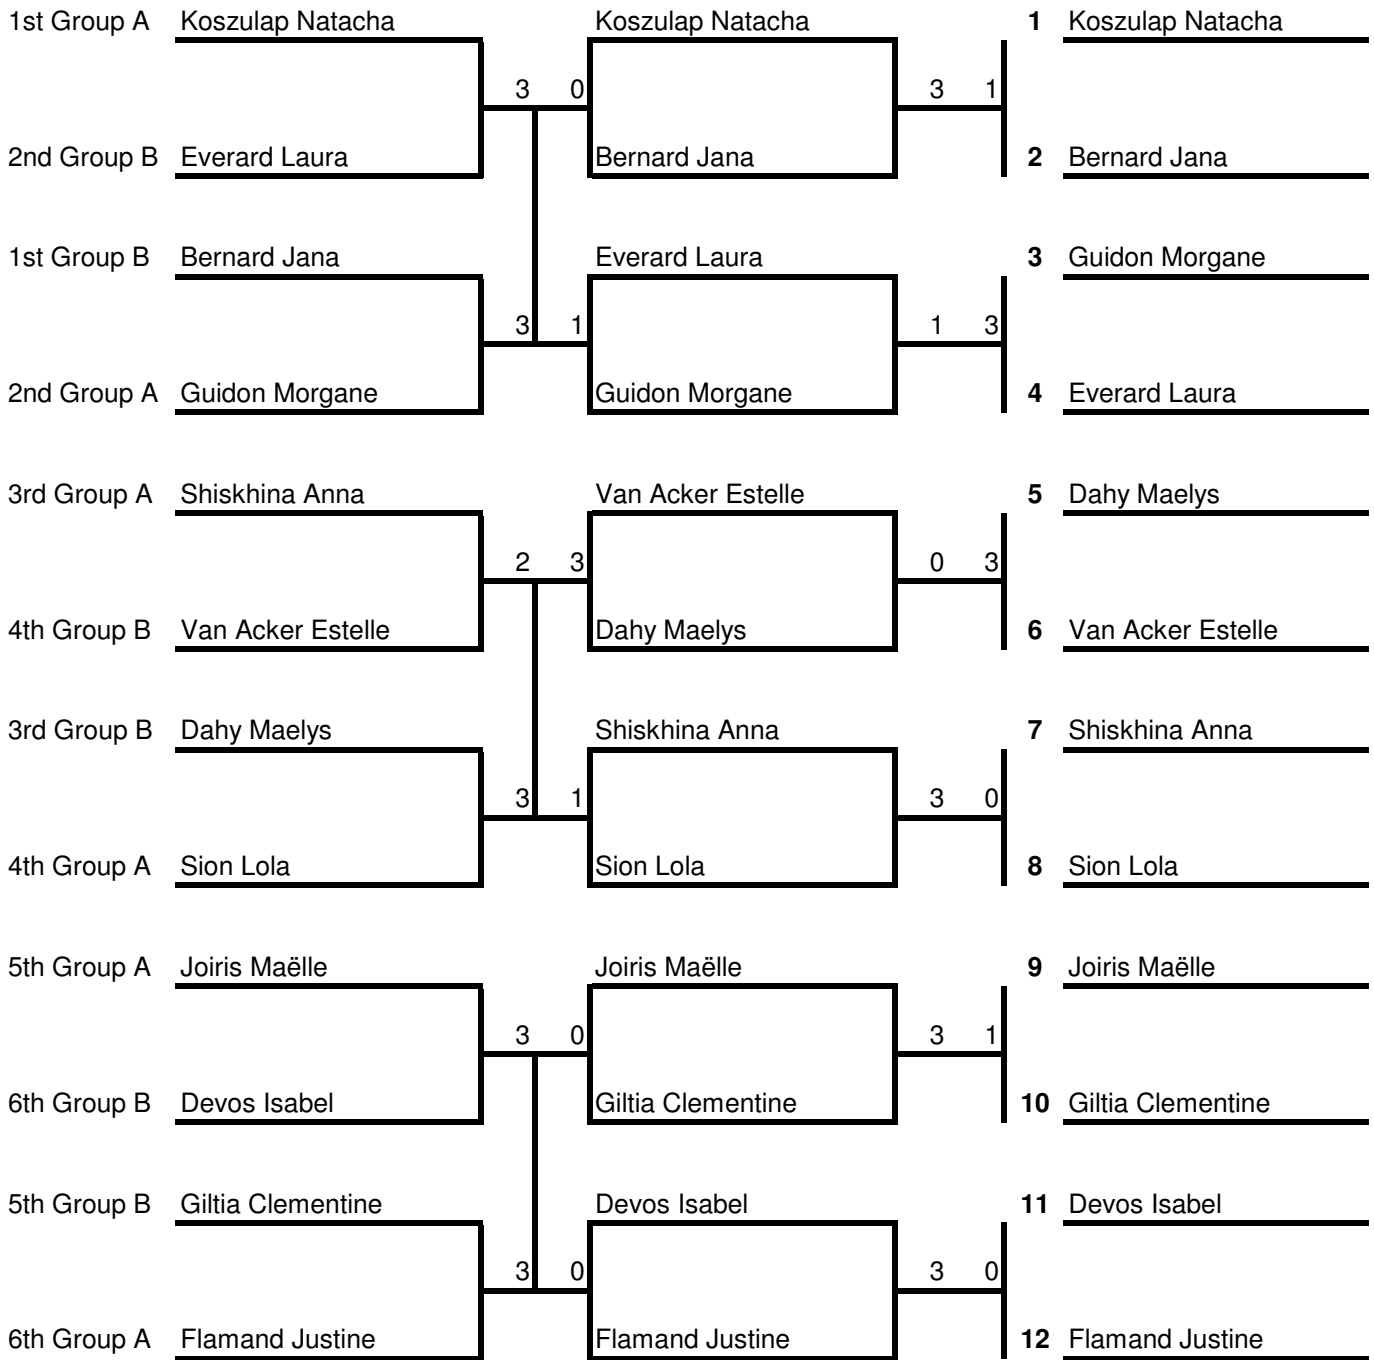 1st Group A Koszulap Natacha Koszulap Natacha 1 Koszulap Natacha
3 0 3 1
2nd Group B Everard Laura Bernard Jana 2 Bernard Jana
1st Group B Bernard Jana Everard Laura 3 Guidon Morgane
3 1 1 3
2nd Group A Guidon Morgane Guidon Morgane 4 Everard Laura
3rd Group A Shiskhina Anna Van Acker Estelle 5 Dahy Maelys
2 3 0 3
4th Group B Van Acker Estelle Dahy Maelys 6 Van Acker Estelle
3rd Group B Dahy Maelys Shiskhina Anna 7 Shiskhina Anna
3 1 3 0
4th Group A Sion Lola Sion Lola 8 Sion Lola
5th Group A Joiris Maëlle Joiris Maëlle 9 Joiris Maëlle
3 0 3 1
6th Group B Devos Isabel Giltia Clementine 10 Giltia Clementine
5th Group B Giltia Clementine Devos Isabel 11 Devos Isabel
3 0 3 0
6th Group A Flamand Justine Flamand Justine 12 Flamand Justine